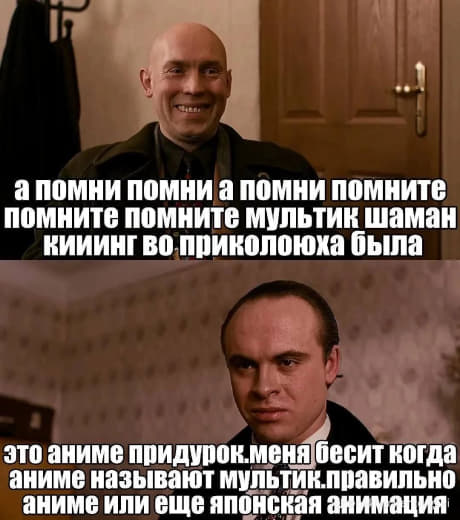 а помни помни а помни помните
помните помните мультик шаман
кииинг во приколоюха была
это аниме придурок.меня бесит когда
аниме называют мультик.правильно
аниме или еще японская анимация